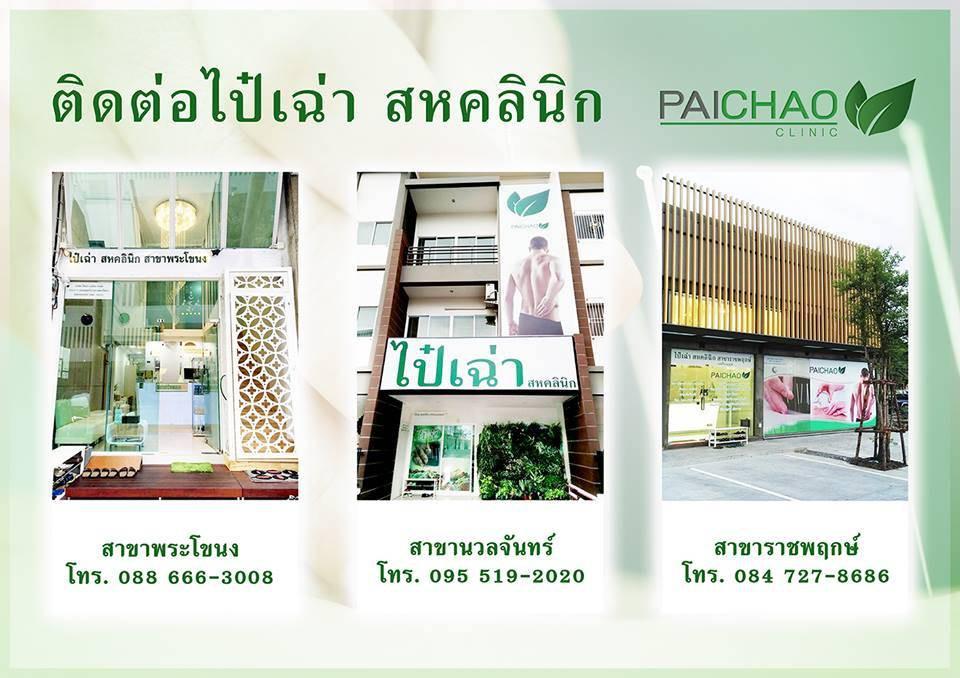 ติดต่อไป๋เฉ่า สหคลินิก
PAICHAO
CLINIC
ไป๋เฉ่า สหคลินิก สาขาพระโขนง
PAICHAO
ไป๋เฉ่า สหคลินิก
ไป๋เฉ่า สหคลินิก สาขาราชพฤกษ์
PAICHAO
PAICHAO
สาขาพระโขนง
โทร. 088 666-3008
สาขานวลจันทร์
โทร. 095 519-2020
สาขาราชพฤกษ์
โทร. 084 727-8686